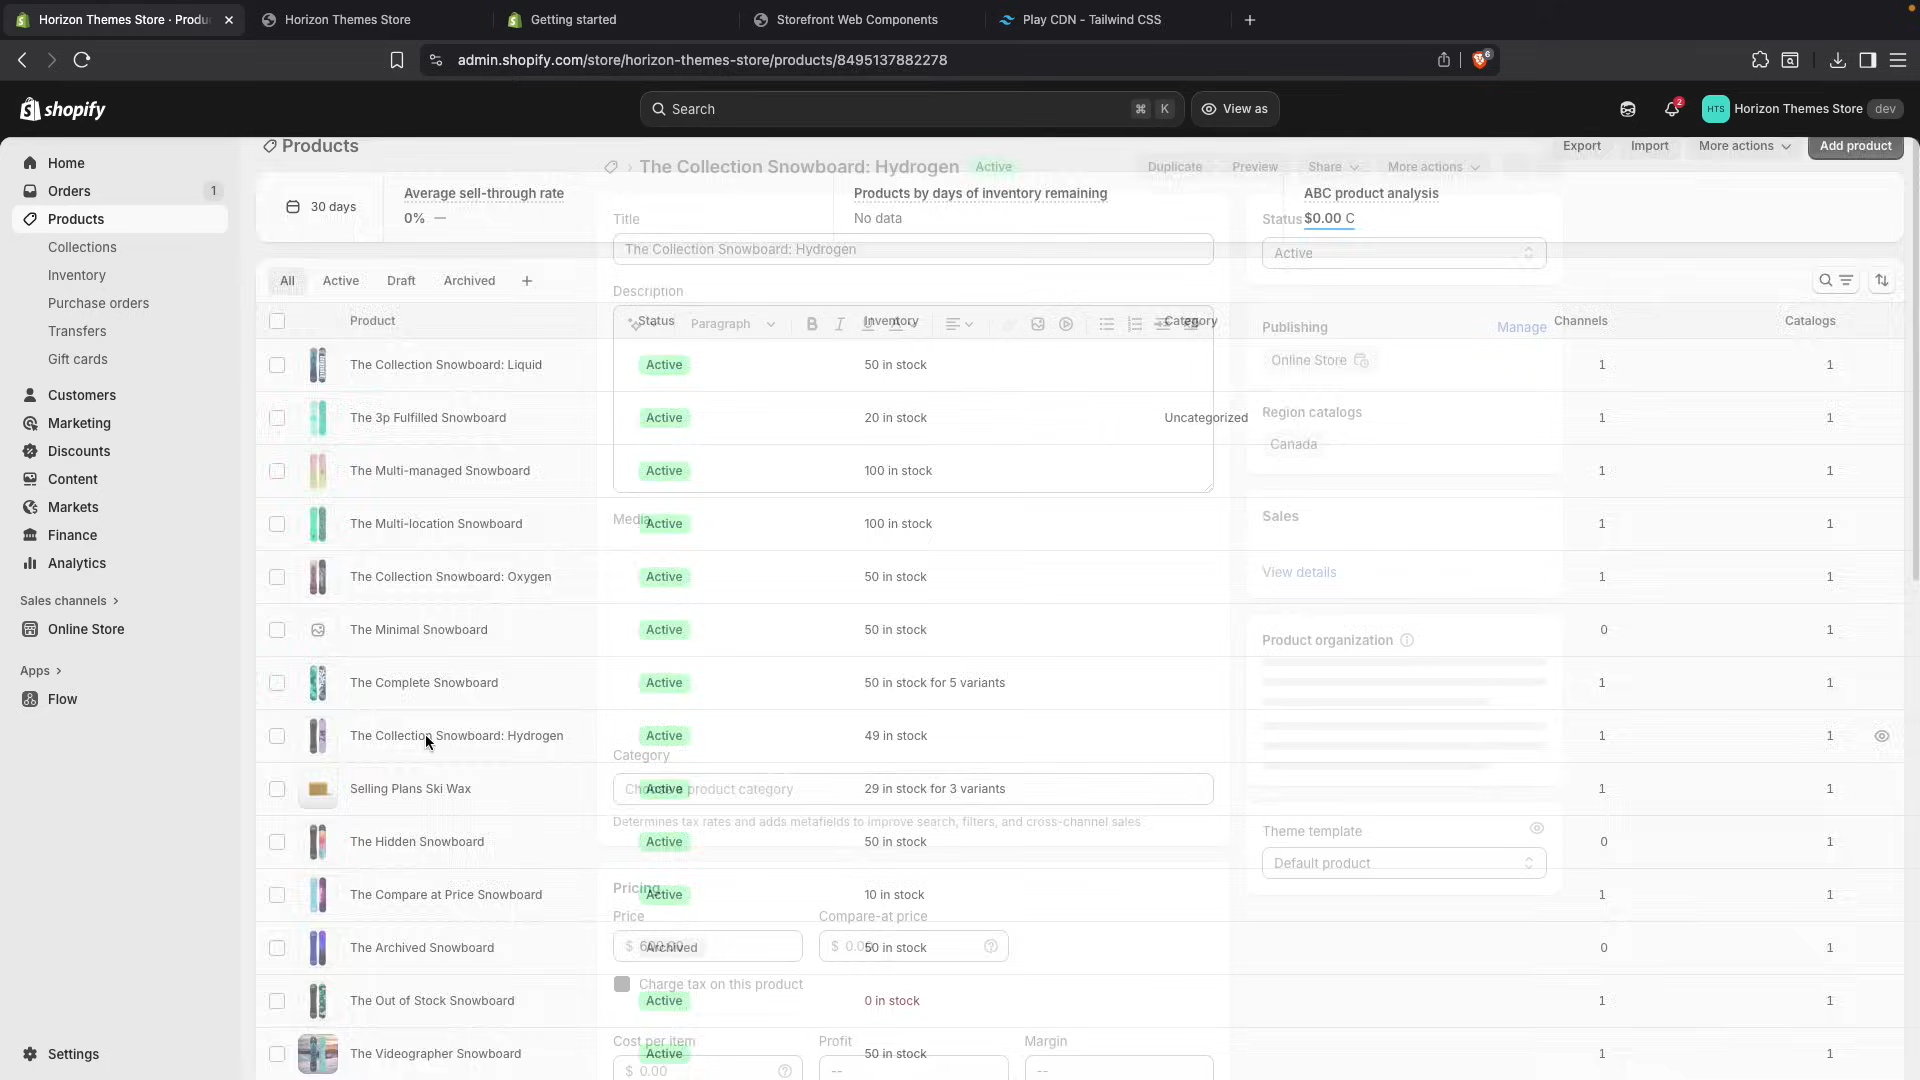 Horizon Themes Store · Produ
Horizon Themes Store
Getting started
Storefront Web Components
Play CDN - Tailwind CSS
admin.shopify.com/store/horizon-themes-store/products/8495137882278
6
shopify
Search
⌘ K
View as
2
HTS
Horizon Themes Store
dev
Home
Orders
1
Products
Collections
Inventory
Purchase orders
Transfers
Gift cards
Customers
Marketing
Discounts
Content
Markets
Finance
Analytics
Sales channels
Online Store
Apps
Flow
Settings
Products
Export
Import
More actions
Add product
30 days
Average sell-through rate
0% —
Products by days of inventory remaining
No data
ABC product analysis
$0.00 C
All
Active
Draft
Archived
Product Status Inventory Category Channels Catalogs
The Collection Snowboard: Liquid Active 50 in stock 1 1
The 3p Fulfilled Snowboard Active 20 in stock Uncategorized 1 1
The Multi-managed Snowboard Active 100 in stock 1 1
The Multi-location Snowboard Active 100 in stock 1 1
The Collection Snowboard: Oxygen Active 50 in stock 1 1
The Minimal Snowboard Active 50 in stock 0 1
The Complete Snowboard Active 50 in stock for 5 variants 1 1
The Collection Snowboard: Hydrogen Active 49 in stock 1 1
Selling Plans Ski Wax Active 29 in stock for 3 variants 1 1
The Hidden Snowboard Active 50 in stock 0 1
The Compare at Price Snowboard Active 10 in stock 1 1
The Archived Snowboard Archived 50 in stock 0 1
The Out of Stock Snowboard Active 0 in stock 1 1
The Videographer Snowboard Active 50 in stock 1 1
The Collection Snowboard: Hydrogen
Active
Duplicate
Preview
Share
More actions
Title
The Collection Snowboard: Hydrogen
Description
Paragraph
B I U A
Media
Category
product category
Determines tax rates and adds metafields to improve search, filters, and cross-channel sales
Pricing
Price
Compare-at price
$
$ 0.0
Charge tax on this product
Cost per item
Profit
Margin
$ 0.00
--
--
Status
Active
Publishing
Manage
Online Store
Region catalogs
Canada
Sales
View details
Product organization
Theme template
Default product